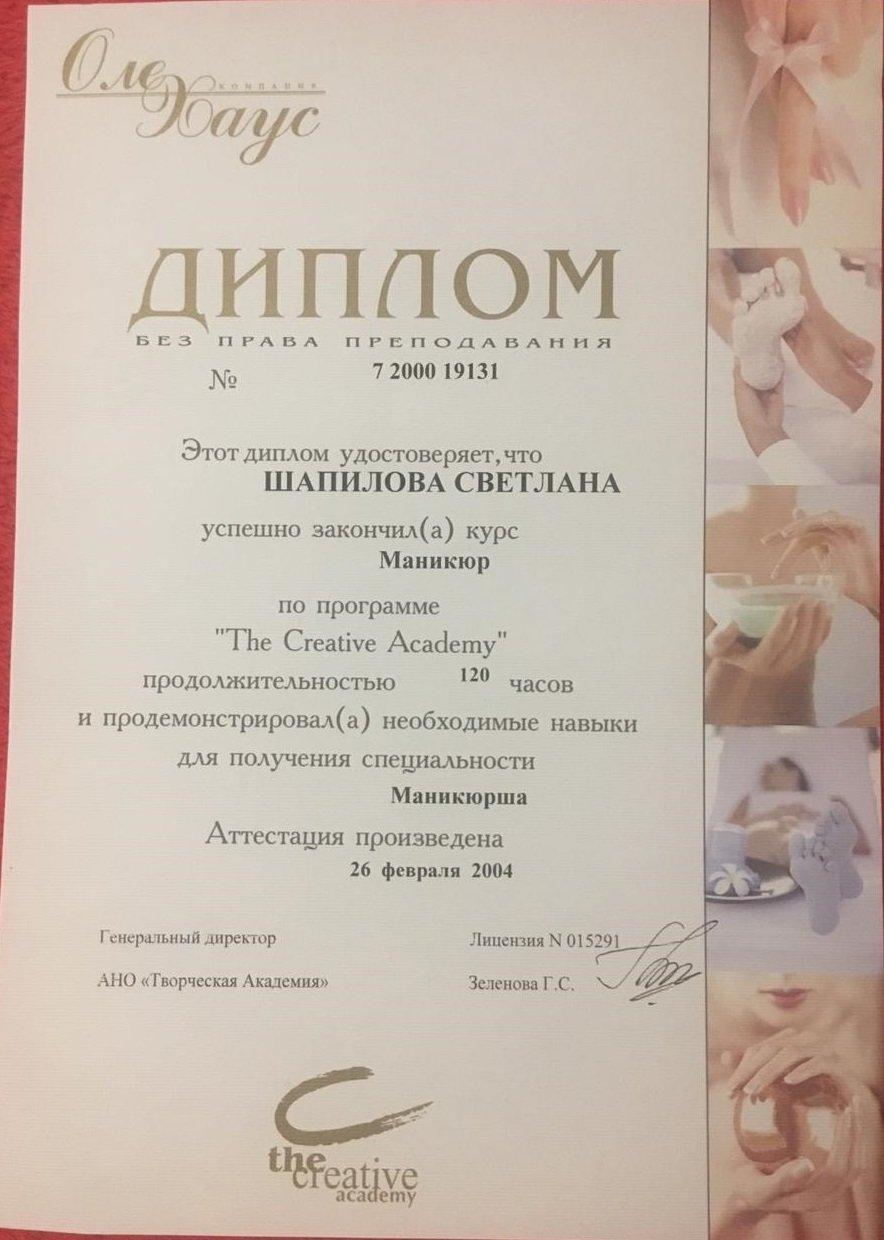 Оле
КОМПАНИЯ
Хаус
ДИПЛОМ
БЕЗ ПРАВА ПРЕПОДАВАНИЯ
№ 7 2000 19131
Этот диплом удостоверяет,что
ШАПИЛОВА СВЕТЛАНА
успешно закончил(а) курс
Маникюр
по программе
"The Creative Academy"
продолжительностью 120 часов
и продемонстрировал(а) необходимые навыки
для получения специальности
Маникюрша
Аттестация произведена
26 февраля 2004
Генеральный директор Лицензия N 015291
АНО «Творческая Академия» Зеленова Г.С.
the
creative
academy